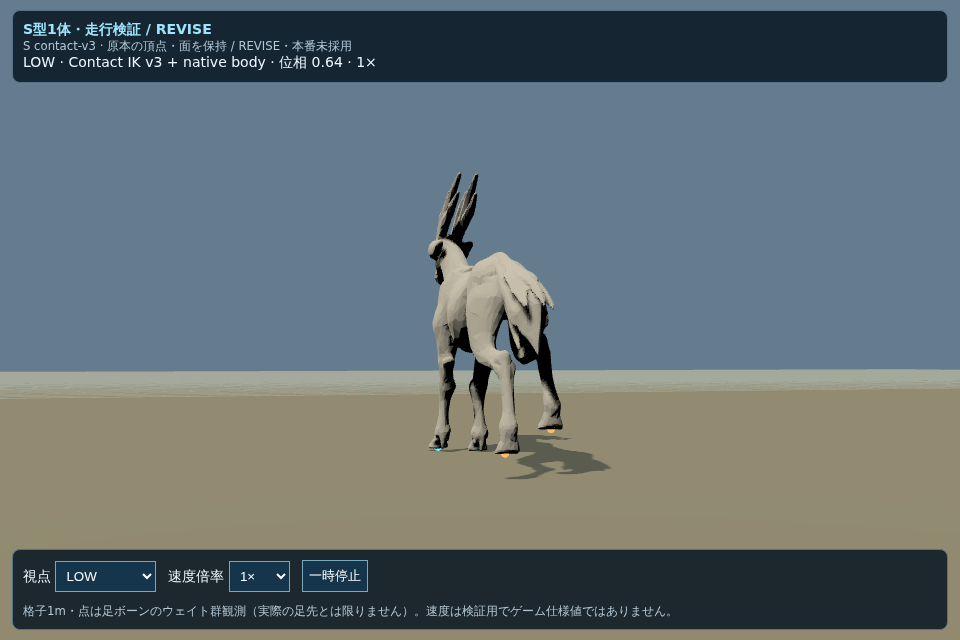 S型1体・走行検証 / REVISE
S contact-v3 · 原本の頂点・面を保持 / REVISE・本番未採用
LOW · Contact IK v3 + native body · 位相 0.64 · 1×
視点 LOW 速度倍率 1× 一時停止
格子1m・点は足ボーンのウェイト群観測（実際の足先とは限りません）。速度は検証用でゲーム仕様値ではありません。